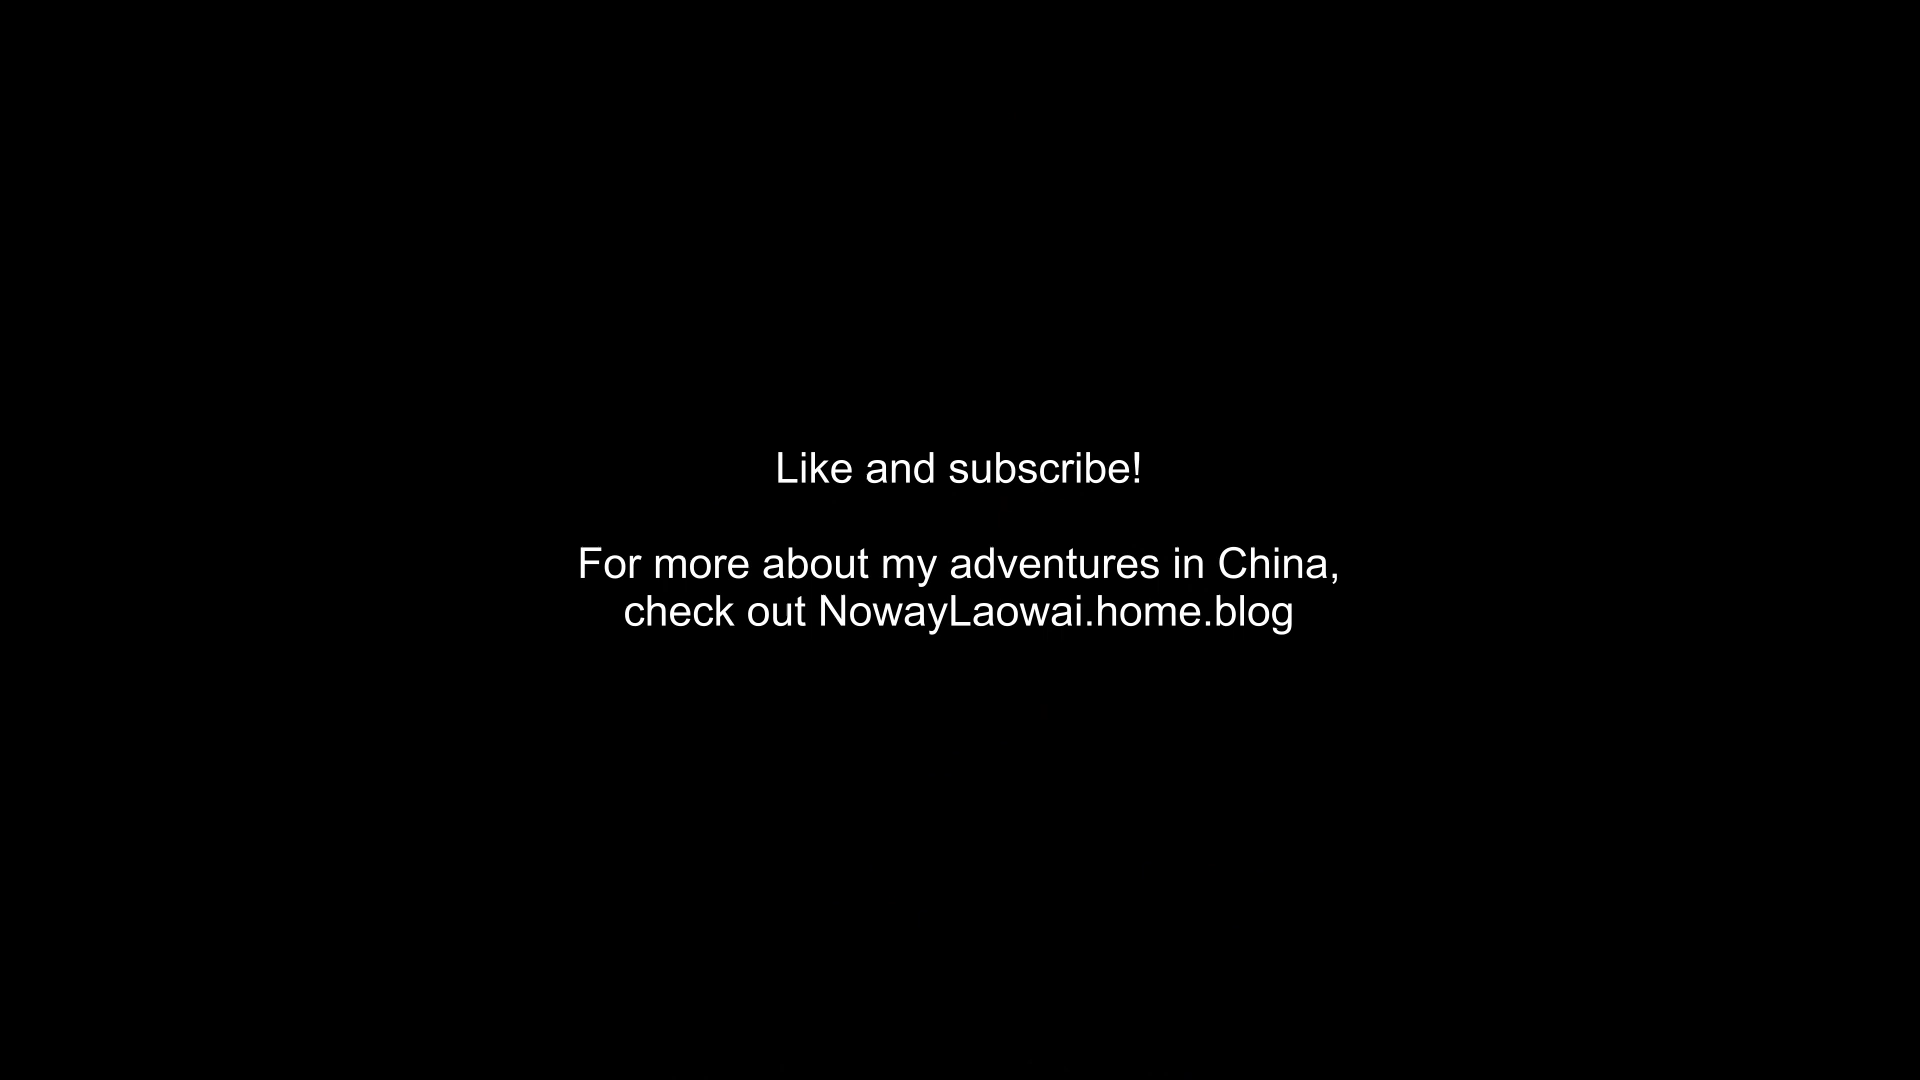 Like and subscribe!
For more about my adventures in China,
check out NowayLaowai.home.blog